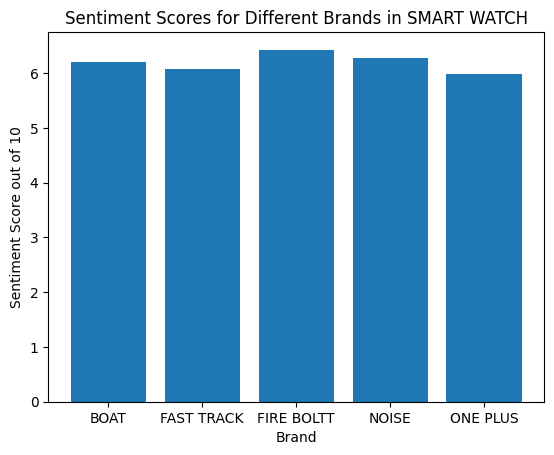 Sentiment Scores for Different Brands in SMART WATCH
Sentiment Score out of 10
6
5
4
3
2
1
0
BOAT FAST TRACK FIRE BOLTT NOISE ONE PLUS
Brand